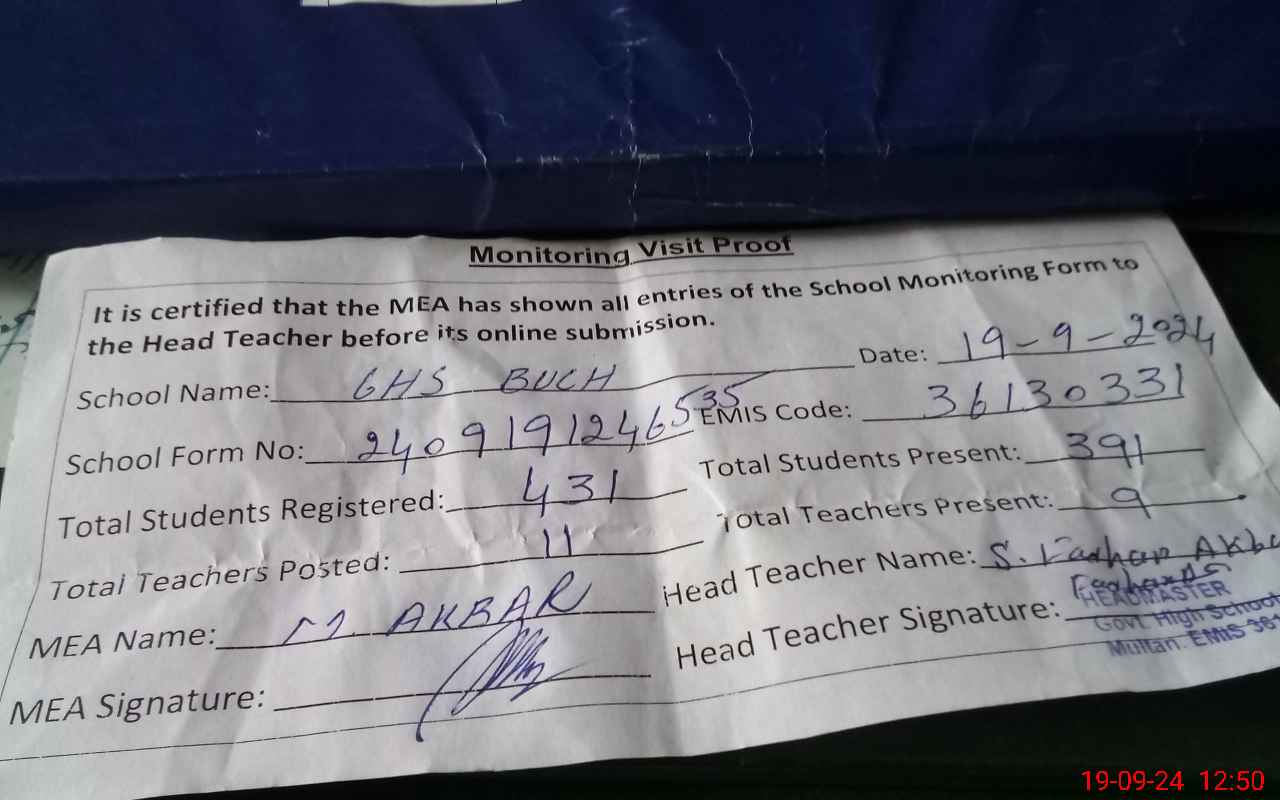 Monitoring Visit Proof
It is certified that the MEA has shown all entries of the School Monitoring Form to
the Head Teacher before its online submission.
School Name: GHS BUCH Date: 19-9-2024
School Form No: 24091912465 35 EMIS Code: 36130331
Total Students Registered: 431 Total Students Present: 391
Total Teachers Posted: 11 Total Teachers Present: 9
MEA Name: M AKBAR Head Teacher Name: S.
MEA Signature: Head Teacher Signature:
HEADMASTER
Govt. High School
Multan. EMIS
19-09-24 12:50